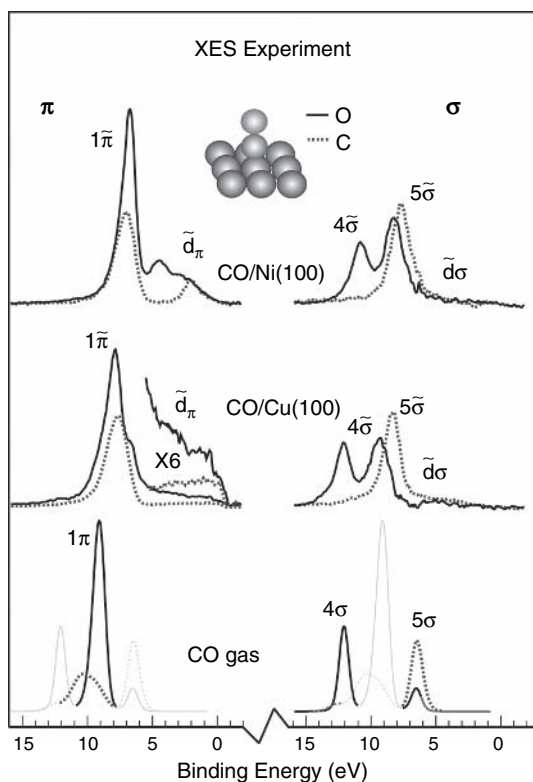 XES Experiment
π
σ
O
C
1π̃
d̃π
4σ̃
5σ̃
d̃σ
CO/Ni(100)
1π̃
d̃π
X6
CO/Cu(100)
4σ̃
5σ̃
d̃σ
1π
4σ
5σ
CO gas
15 10 5 0 15 10 5 0
Binding Energy (eV)